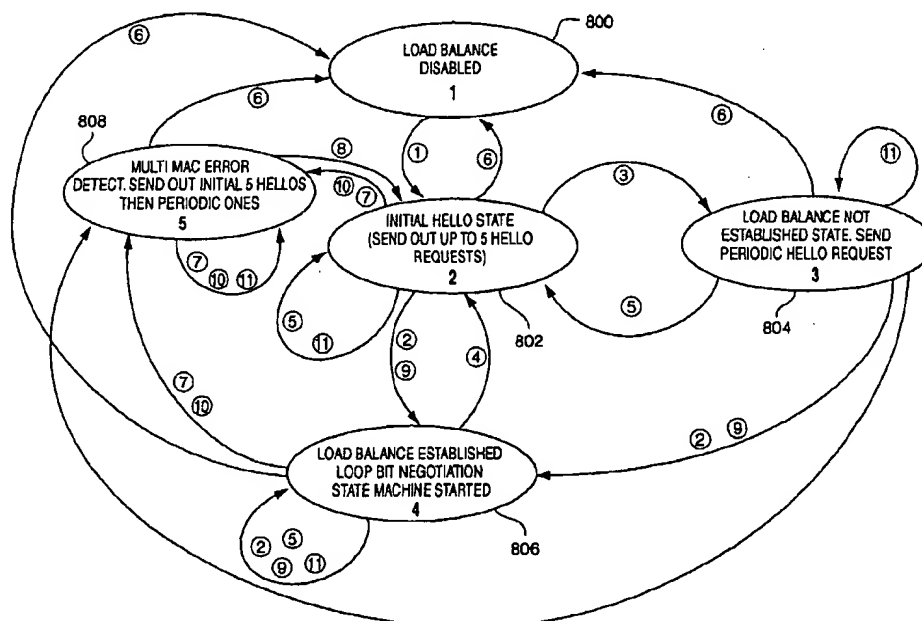 800
⑥
LOAD BALANCE
DISABLED
1
⑥
⑥
808
⑧
①
⑥
⑪
MULTI MAC ERROR
DETECT. SEND OUT INITIAL 5 HELLOS
THEN PERIODIC ONES
5
⑩
⑦
③
INITIAL HELLO STATE
(SEND OUT UP TO 5 HELLO
REQUESTS)
2
LOAD BALANCE NOT
ESTABLISHED STATE. SEND
PERIODIC HELLO REQUEST
3
⑦
⑩
⑪
⑤
⑪
802
⑤
804
②
⑨
④
⑦
⑩
②
⑨
LOAD BALANCE ESTABLISHED
LOOP BIT NEGOTIATION
STATE MACHINE STARTED
4
806
②
⑤
⑨
⑪